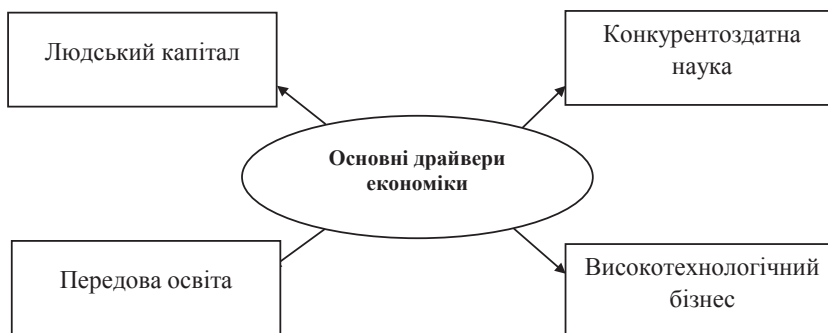 Людський капітал
Конкурентоздатна
наука
Основні драйвери
економіки
Передова освіта
Високотехнологічний
бізнес